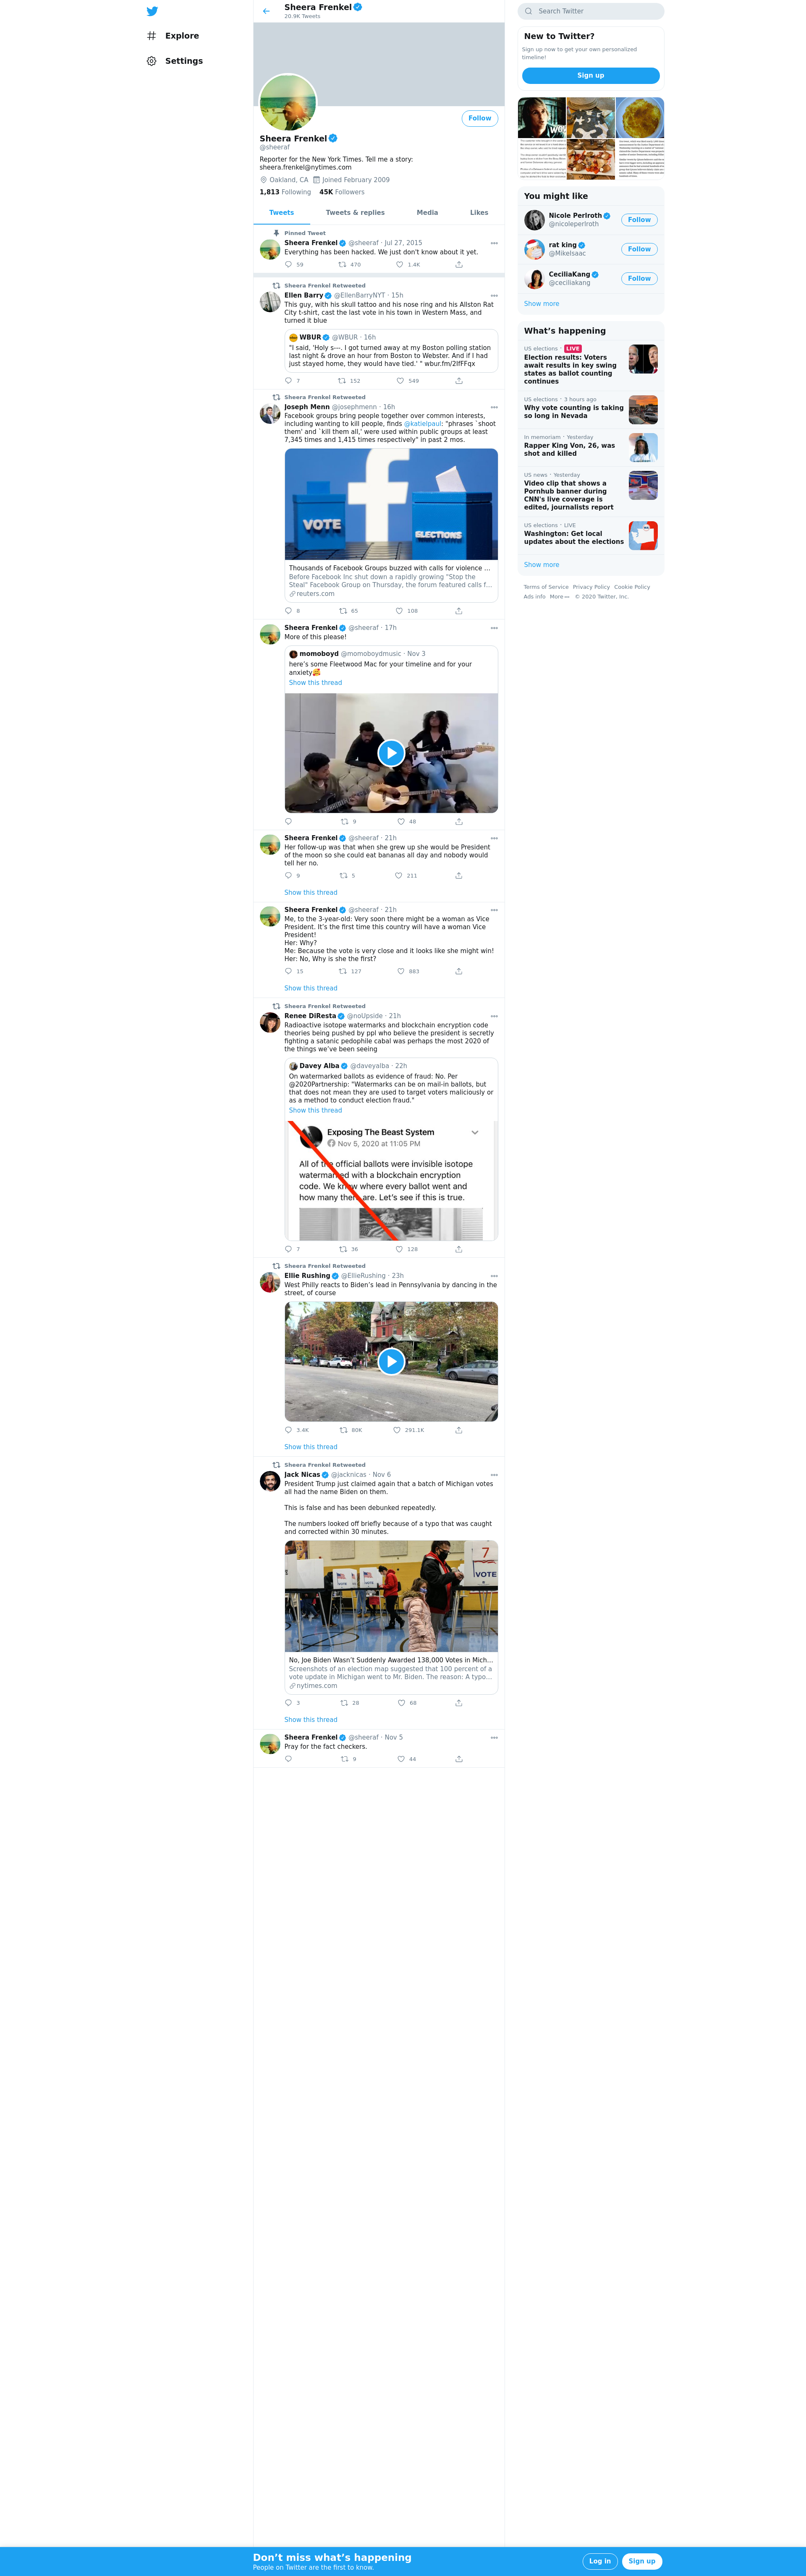 Explore
Settings
Sheera Frenkel
20.9K Tweets
Follow
Sheera Frenkel
@sheeraf
Reporter for the New York Times. Tell me a story:
sheera.frenkel@nytimes.com
Oakland, CA Joined February 2009
1,813 Following 45K Followers
Tweets Tweets & replies Media Likes
Pinned Tweet
Sheera Frenkel @sheeraf · Jul 27, 2015
Everything has been hacked. We just don't know about it yet.
59 470 1.4K
Sheera Frenkel Retweeted
Ellen Barry @EllenBarryNYT · 15h
This guy, with his skull tattoo and his nose ring and his Allston Rat
City t-shirt, cast the last vote in his town in Western Mass, and
turned it blue
WBUR @WBUR · 16h
"I said, 'Holy s---. I got turned away at my Boston polling station
last night & drove an hour from Boston to Webster. And if I had
just stayed home, they would have tied.' " wbur.fm/2IfFFqx
7 152 549
Sheera Frenkel Retweeted
Joseph Menn @josephmenn · 16h
Facebook groups bring people together over common interests,
including wanting to kill people, finds @katielpaul: "phrases `shoot
them' and `kill them all,' were used within public groups at least
7,345 times and 1,415 times respectively" in past 2 mos.
VOTE
ELECTIONS
Thousands of Facebook Groups buzzed with calls for violence ...
Before Facebook Inc shut down a rapidly growing "Stop the
Steal" Facebook Group on Thursday, the forum featured calls f...
reuters.com
8 65 108
Sheera Frenkel @sheeraf · 17h
More of this please!
momoboyd @momoboydmusic · Nov 3
here's some Fleetwood Mac for your timeline and for your
anxiety🥰
Show this thread
9 48
Sheera Frenkel @sheeraf · 21h
Her follow-up was that when she grew up she would be President
of the moon so she could eat bananas all day and nobody would
tell her no.
9 5 211
Show this thread
Sheera Frenkel @sheeraf · 21h
Me, to the 3-year-old: Very soon there might be a woman as Vice
President. It's the first time this country will have a woman Vice
President!
Her: Why?
Me: Because the vote is very close and it looks like she might win!
Her: No, Why is she the first?
15 127 883
Show this thread
Sheera Frenkel Retweeted
Renee DiResta @noUpside · 21h
Radioactive isotope watermarks and blockchain encryption code
theories being pushed by ppl who believe the president is secretly
fighting a satanic pedophile cabal was perhaps the most 2020 of
the things we've been seeing
Davey Alba @daveyalba · 22h
On watermarked ballots as evidence of fraud: No. Per
@2020Partnership: "Watermarks can be on mail-in ballots, but
that does not mean they are used to target voters maliciously or
as a method to conduct election fraud."
Show this thread
Exposing The Beast System
Nov 5, 2020 at 11:05 PM
All of the official ballots were invisible isotope
watermarked with a blockchain encryption
code. We know where every ballot went and
how many there are. Let's see if this is true.
7 36 128
Sheera Frenkel Retweeted
Ellie Rushing @EllieRushing · 23h
West Philly reacts to Biden's lead in Pennsylvania by dancing in the
street, of course
3.4K 80K 291.1K
Show this thread
Sheera Frenkel Retweeted
Jack Nicas @jacknicas · Nov 6
President Trump just claimed again that a batch of Michigan votes
all had the name Biden on them.
This is false and has been debunked repeatedly.
The numbers looked off briefly because of a typo that was caught
and corrected within 30 minutes.
7
VOTE
VOTE
VOTE
No, Joe Biden Wasn't Suddenly Awarded 138,000 Votes in Mich...
Screenshots of an election map suggested that 100 percent of a
vote update in Michigan went to Mr. Biden. The reason: A typo...
nytimes.com
3 28 68
Show this thread
Sheera Frenkel @sheeraf · Nov 5
Pray for the fact checkers.
9 44
Search Twitter
New to Twitter?
Sign up now to get your own personalized
timeline!
Sign up
You might like
Nicole Perlroth
@nicoleperlroth
Follow
rat king
@MikeIsaac
Follow
CeciliaKang
@ceciliakang
Follow
Show more
What's happening
US elections · LIVE
Election results: Voters
await results in key swing
states as ballot counting
continues
US elections · 3 hours ago
Why vote counting is taking
so long in Nevada
In memoriam · Yesterday
Rapper King Von, 26, was
shot and killed
US news · Yesterday
Video clip that shows a
Pornhub banner during
CNN's live coverage is
edited, journalists report
US elections · LIVE
Washington: Get local
updates about the elections
Show more
Terms of Service Privacy Policy Cookie Policy
Ads info More © 2020 Twitter, Inc.
Don't miss what's happening
People on Twitter are the first to know.
Log in Sign up